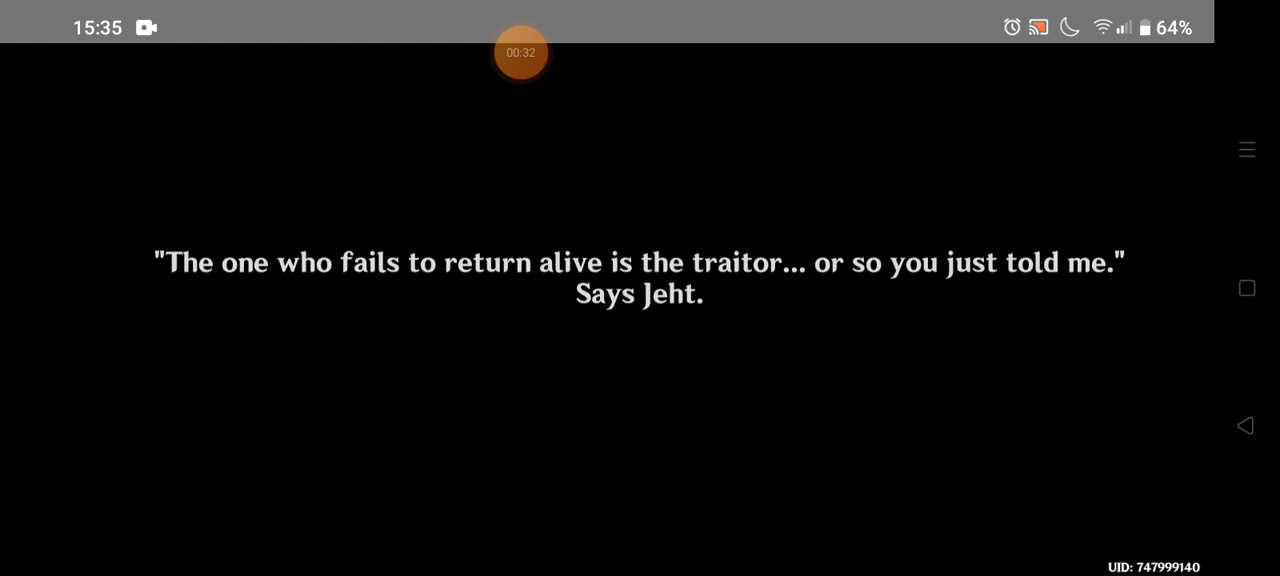 15:35
64%
00:32
"The one who fails to return alive is the traitor... or so you just told me."
Says Jeht.
UID: 747999140